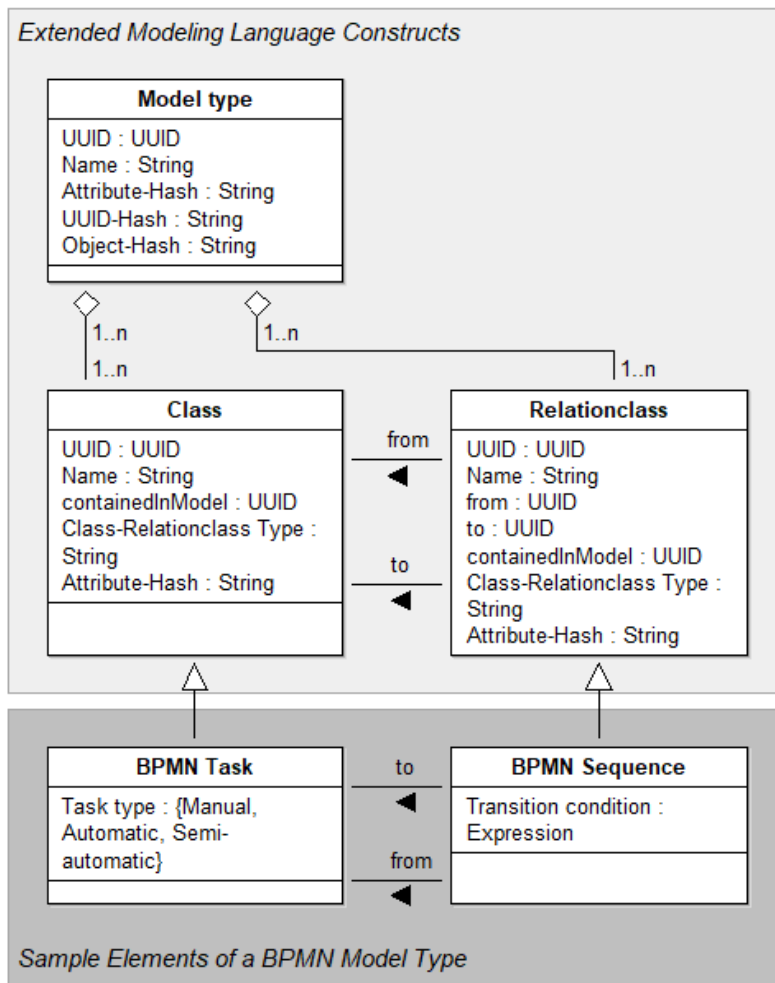 Extended Modeling Language Constructs
Model type
UUID : UUID
Name : String
Attribute-Hash : String
UUID-Hash : String
Object-Hash : String
1..n
1..n
1..n
1..n
Class
UUID : UUID
Name : String
containedInModel : UUID
Class-Relationclass Type :
String
Attribute-Hash : String
from
to
Relationclass
UUID : UUID
Name : String
from : UUID
to : UUID
containedInModel : UUID
Class-Relationclass Type :
String
Attribute-Hash : String
BPMN Task
Task type : {Manual,
Automatic, Semi-
automatic}
to
from
BPMN Sequence
Transition condition :
Expression
Sample Elements of a BPMN Model Type